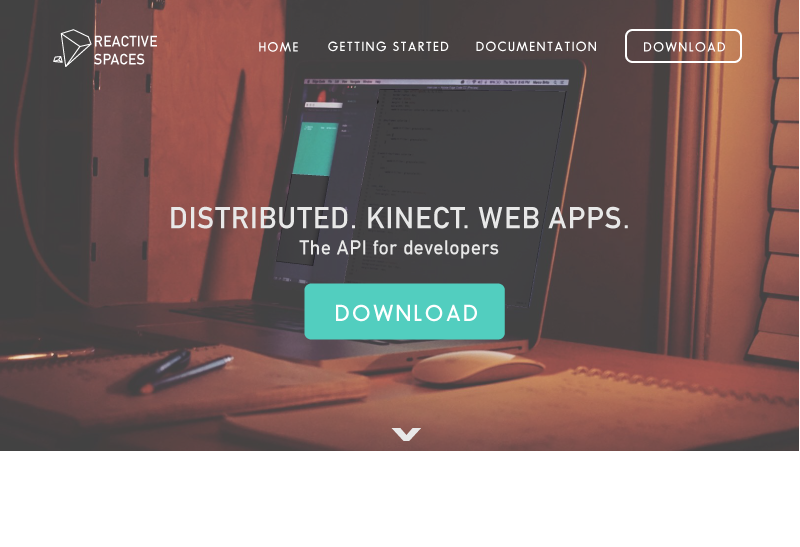 REACTIVE
SPACES
HOME GETTING STARTED DOCUMENTATION DOWNLOAD
DISTRIBUTED. KINECT. WEB APPS.
The API for developers
DOWNLOAD